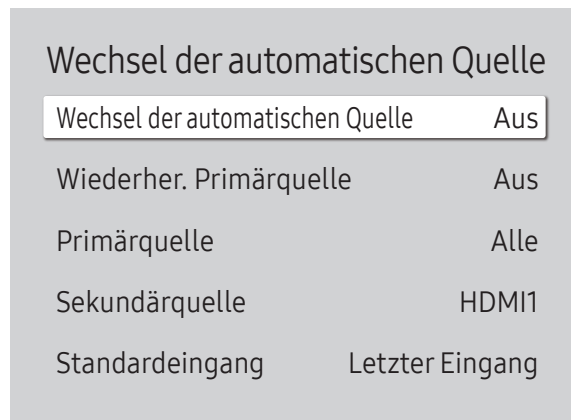 Wechsel der automatischen Quelle
Wechsel der automatischen Quelle Aus
Wiederher. Primärquelle Aus
Primärquelle Alle
Sekundärquelle HDMI1
Standardeingang Letzter Eingang